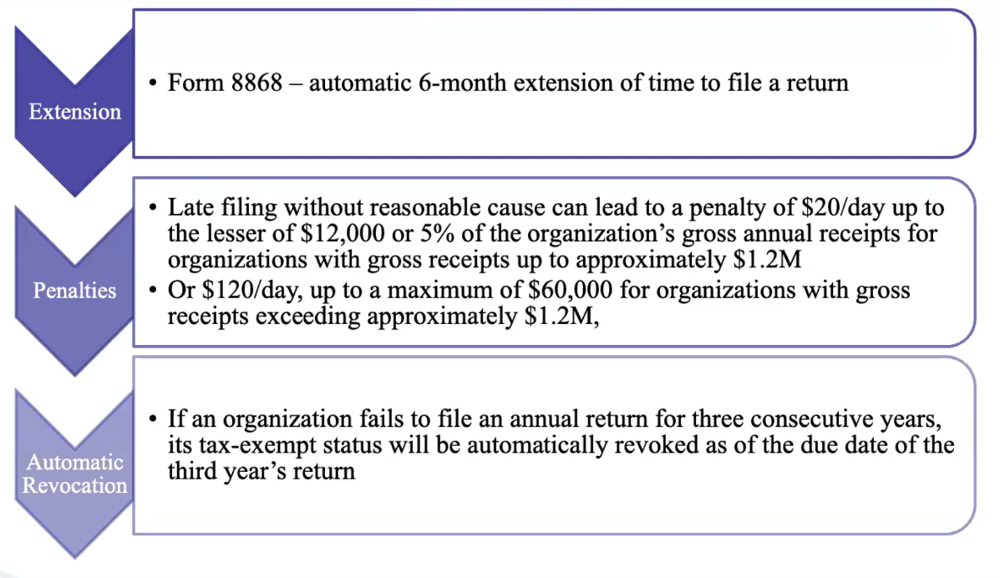 Extension
• Form 8868 – automatic 6-month extension of time to file a return
Penalties
• Late filing without reasonable cause can lead to a penalty of $20/day up to
the lesser of $12,000 or 5% of the organization’s gross annual receipts for
organizations with gross receipts up to approximately $1.2M
• Or $120/day, up to a maximum of $60,000 for organizations with gross
receipts exceeding approximately $1.2M,
Automatic
Revocation
• If an organization fails to file an annual return for three consecutive years,
its tax-exempt status will be automatically revoked as of the due date of the
third year’s return